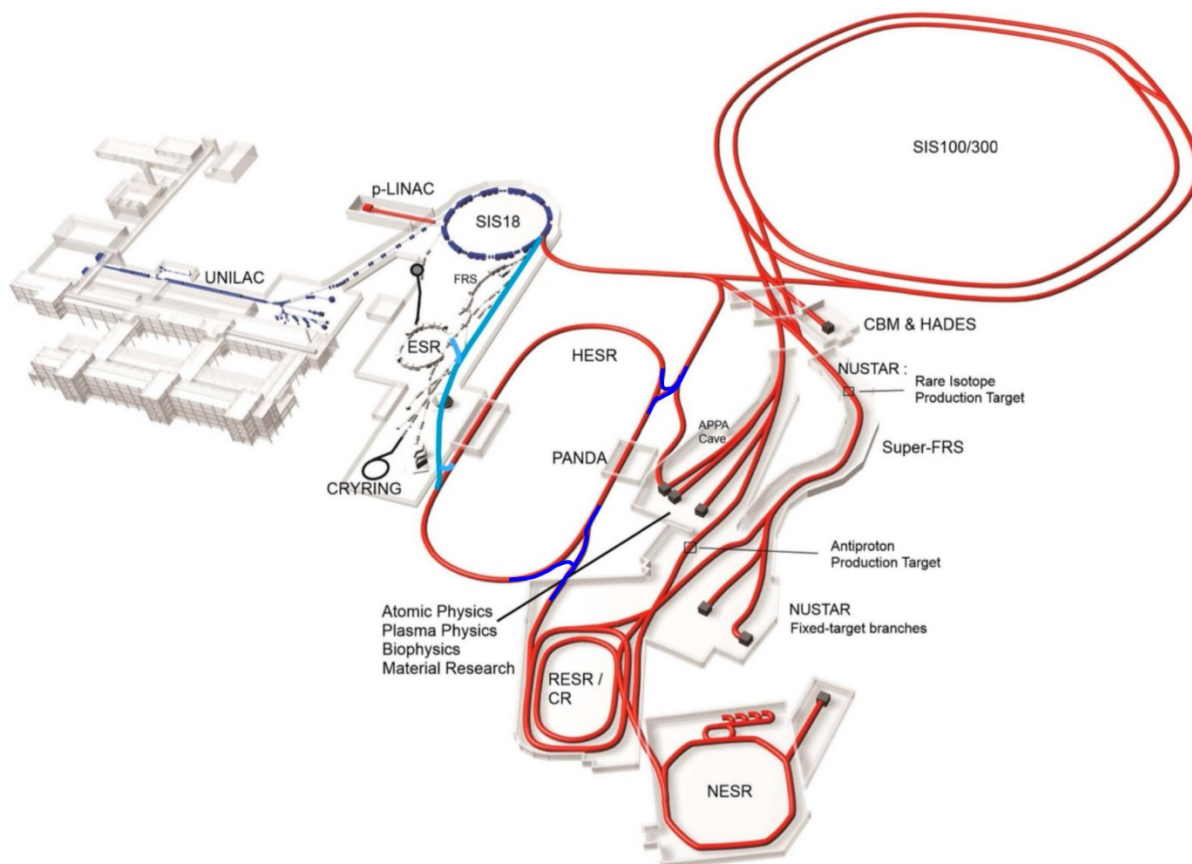 SIS100/300
p-LINAC
SIS18
UNILAC
FRS
ESR
HESR
CBM & HADES
NUSTAR :
Rare Isotope
Production Target
APPA
Cave
Super-FRS
PANDA
CRYRING
Antiproton
Production Target
Atomic Physics
Plasma Physics
Biophysics
Material Research
NUSTAR
Fixed-target branches
RESR /
CR
NESR